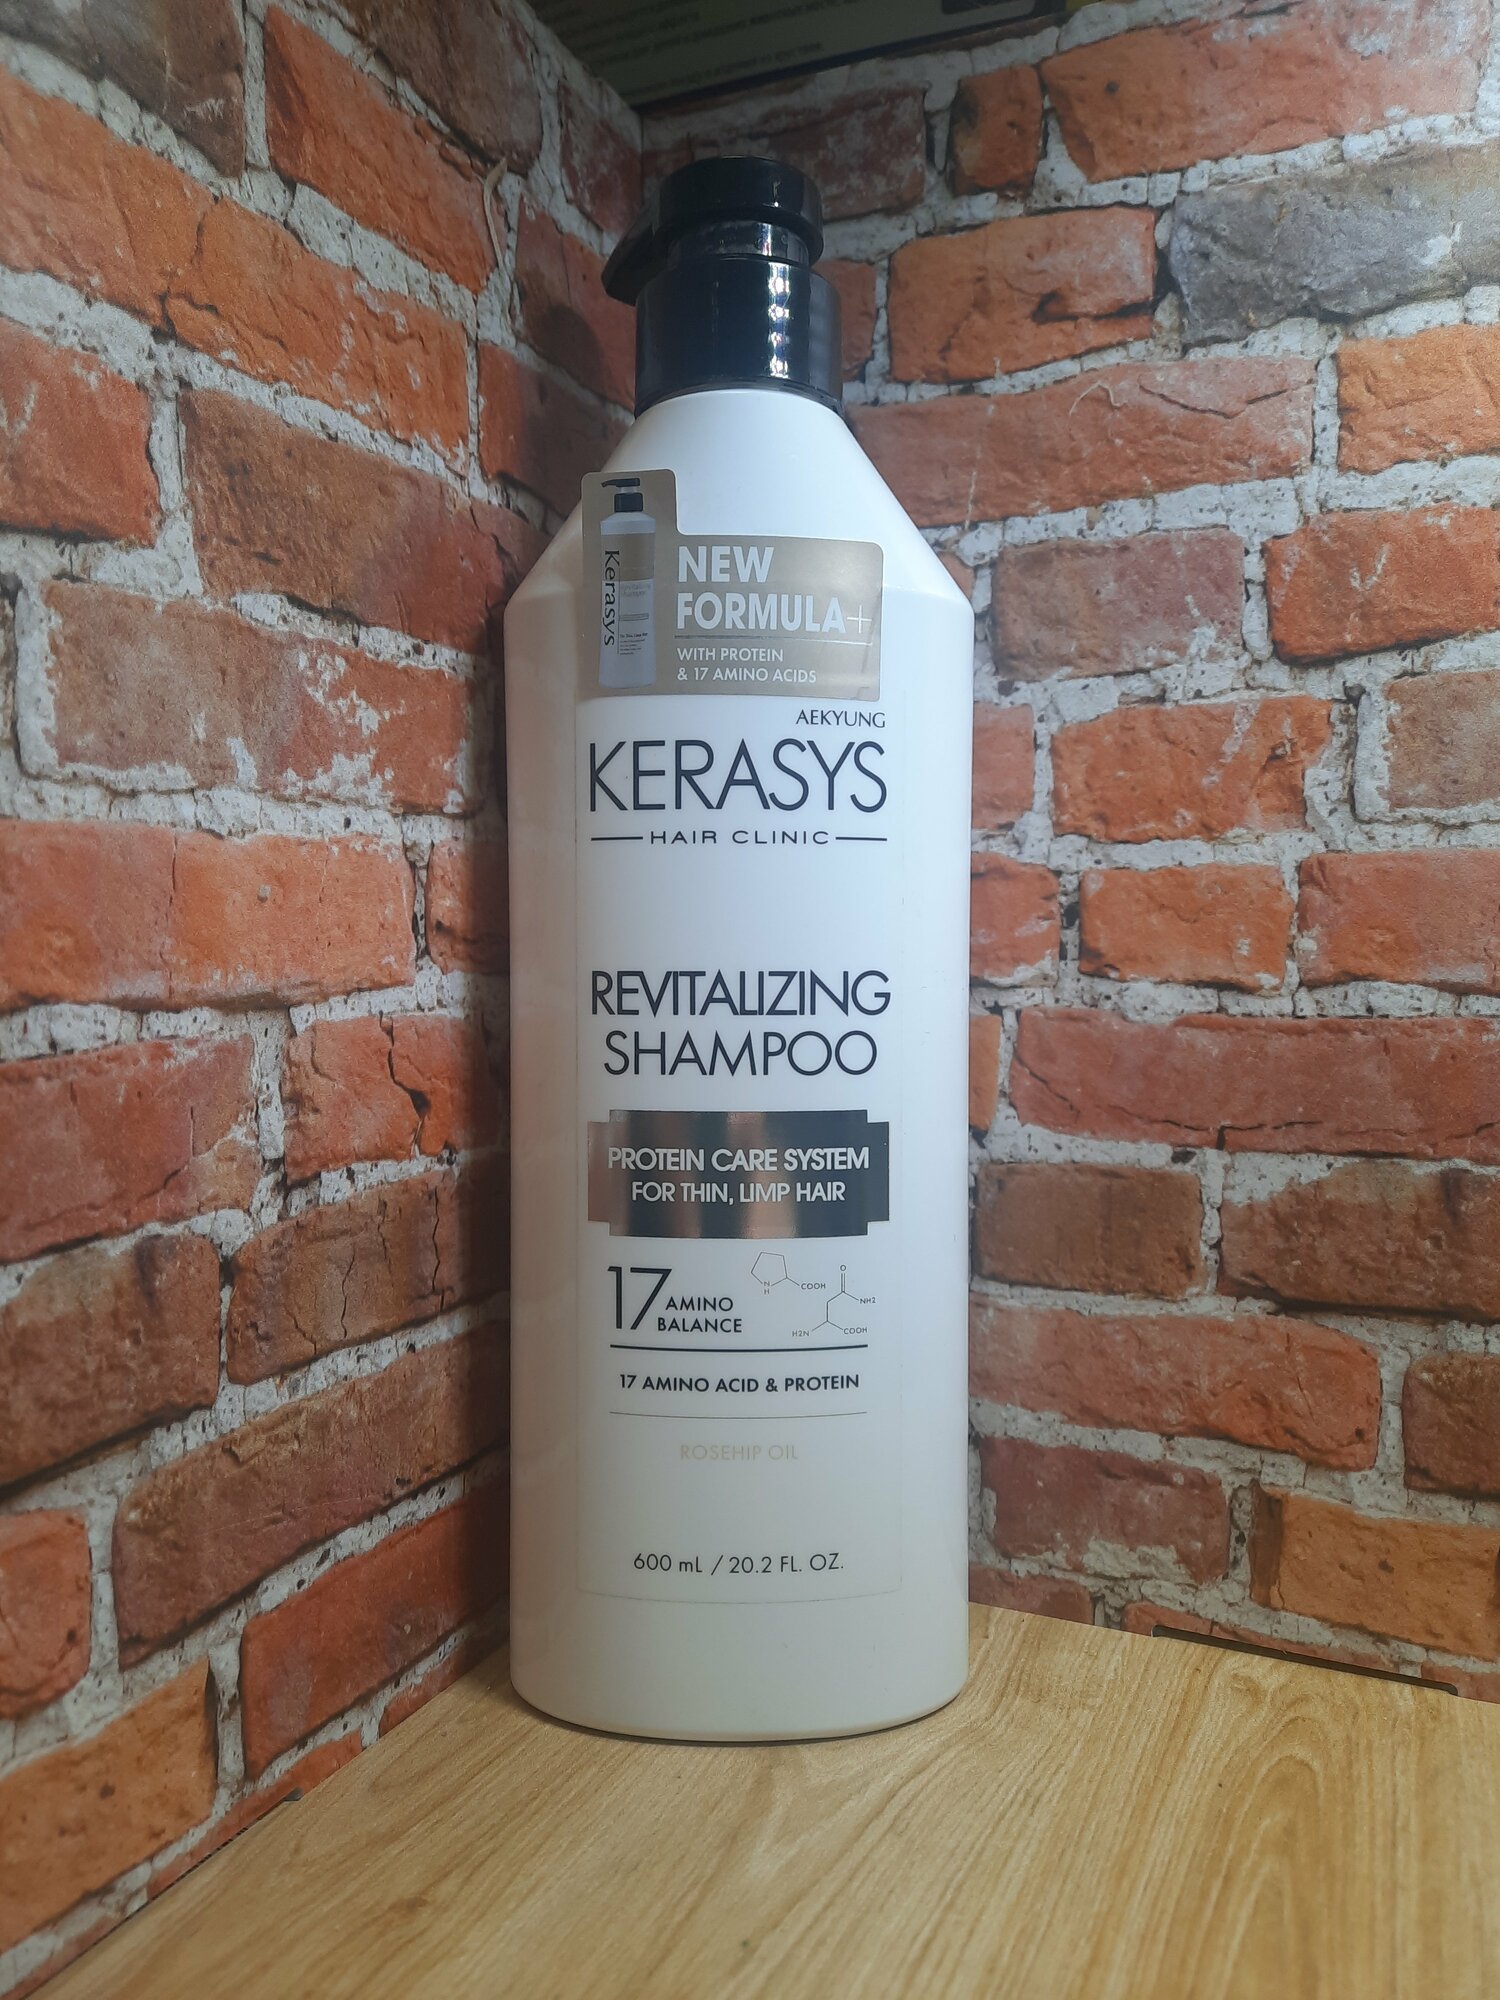 Kerasys
NEW
FORMULA+
WITH PROTEIN
& 17 AMINO ACIDS
AEKYUNG
KERASYS
HAIR CLINIC
REVITALIZING
SHAMPOO
PROTEIN CARE SYSTEM
FOR THIN, LIMP HAIR
17 AMINO
BALANCE
N
H
COOH
O
NH2
H2N
COOH
17 AMINO ACID & PROTEIN
ROSEHIP OIL
600 mL / 20.2 FL. OZ.